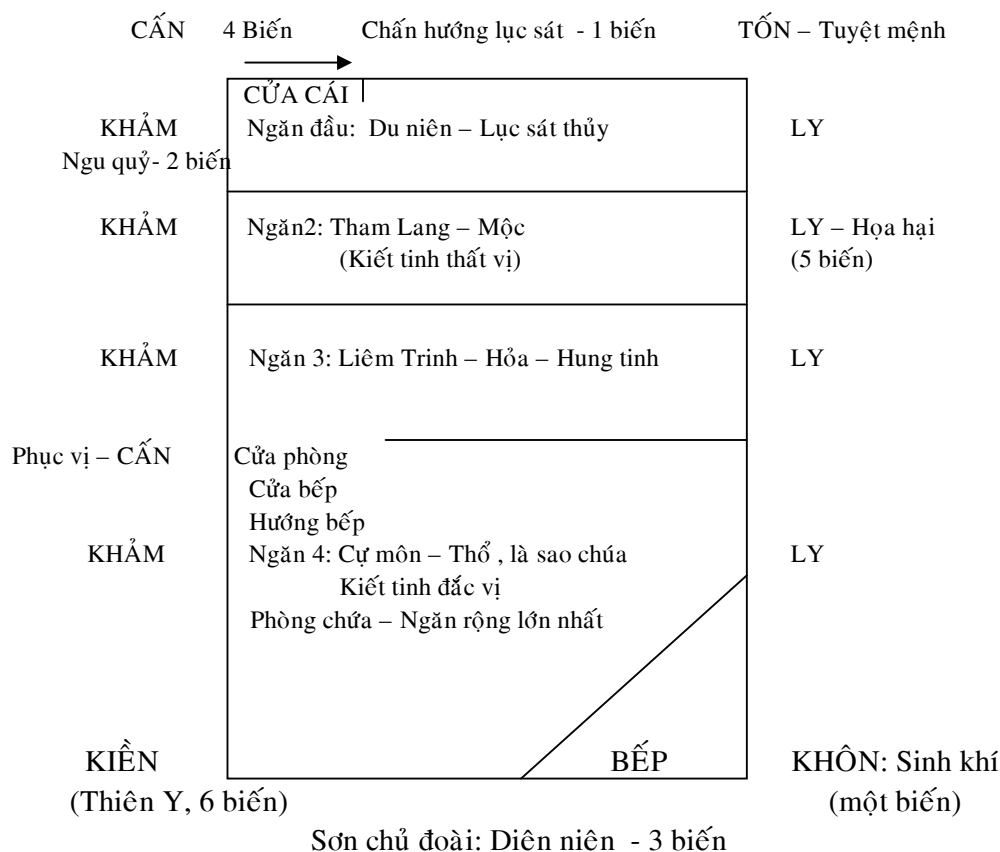 CẤN 4 Biến Chấn hướng lục sát - 1 biến TỐN – Tuyệt mệnh
CỬA CÁI
KHẢM Ngăn đầu: Du niên – Lục sát thủy LY
Ngu quỷ- 2 biến
KHẢM Ngăn2: Tham Lang – Mộc LY – Họa hại
(Kiết tinh thất vị) (5 biến)
KHẢM Ngăn 3: Liêm Trinh – Hỏa – Hung tinh LY
Phục vị – CẤN Cửa phòng
Cửa bếp
Hướng bếp
KHẢM Ngăn 4: Cự môn – Thổ , là sao chúa LY
Kiết tinh đắc vị
Phòng chứa – Ngăn rộng lớn nhất
KIỀN BẾP KHÔN: Sinh khí
(Thiên Y, 6 biến) (một biến)
Sơn chủ đoài: Diên niên - 3 biến